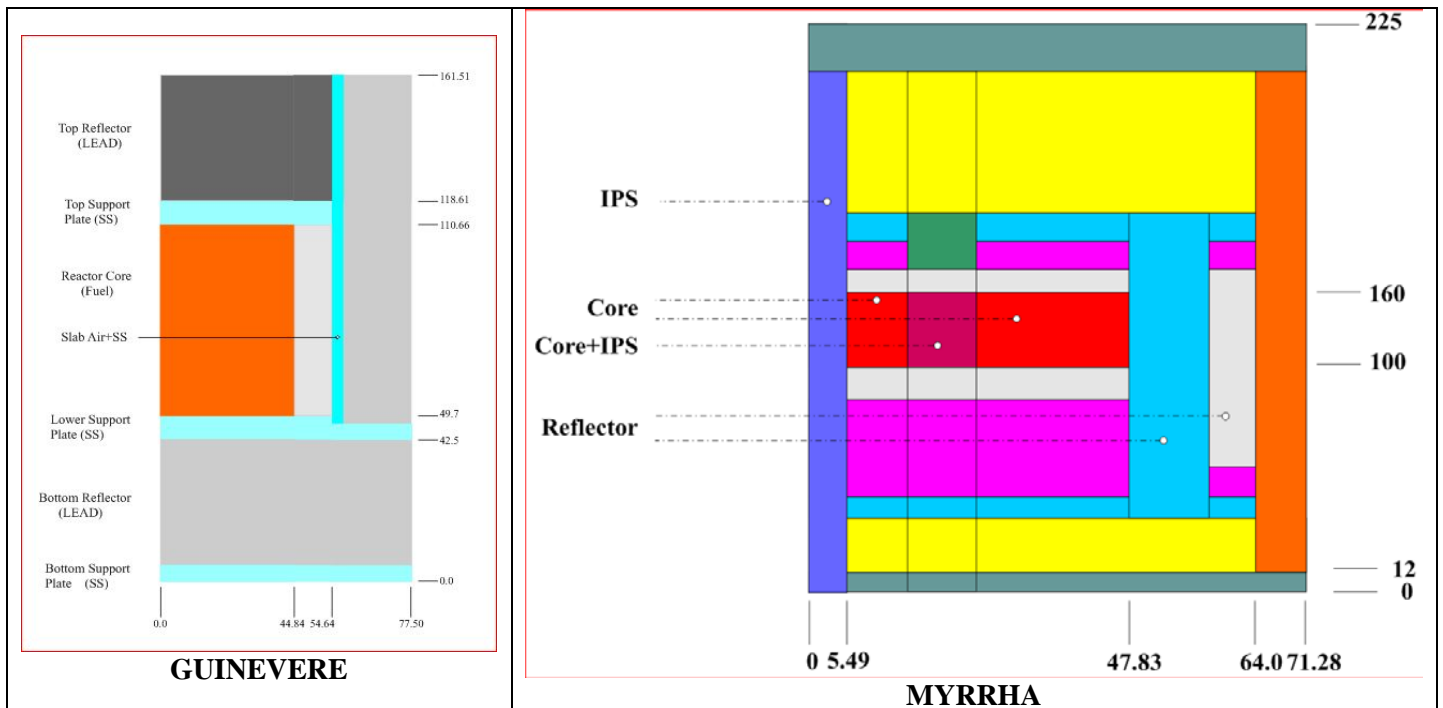 Top Reflector
(LEAD)
Top Support
Plate (SS)
Reactor Core
(Fuel)
Slab Air+SS
Lower Support
Plate (SS)
Bottom Reflector
(LEAD)
Bottom Support
Plate (SS)
161.51
118.61
110.66
49.7
42.5
0.0
0.0 44.84 54.64 77.50
GUINEVERE
IPS
Core
Core+IPS
Reflector
225
160
100
12
0
0 5.49 47.83 64.0 71.28
MYRRHA